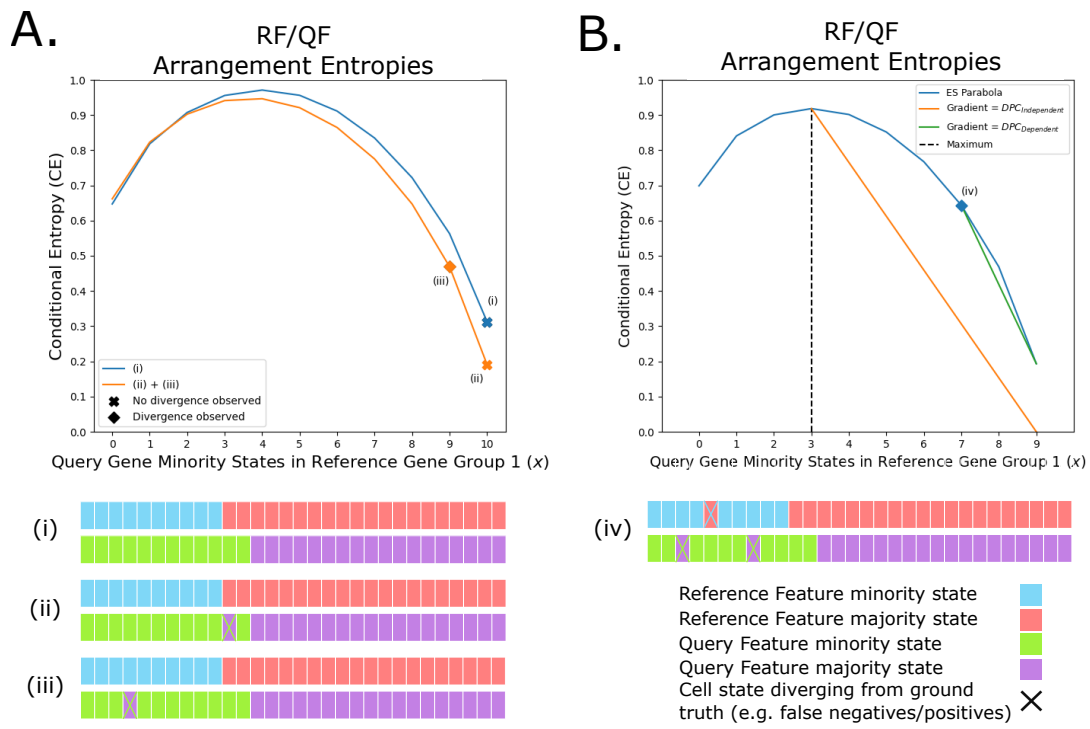 A.
RF/QF
Arrangement Entropies
Conditional Entropy (CE)
1.0
0.9
0.8
0.7
0.6
0.5
0.4
0.3
0.2
0.1
0.0
(i)
(iii)
(ii)
(i)
(ii) + (iii)
No divergence observed
Divergence observed
0 1 2 3 4 5 6 7 8 9 10
Query Gene Minority States in Reference Gene Group 1 (x)
B.
RF/QF
Arrangement Entropies
Conditional Entropy (CE)
1.0
0.9
0.8
0.7
0.6
0.5
0.4
0.3
0.2
0.1
0.0
ES Parabola
Gradient = DPC_Independent
Gradient = DPC_Dependent
Maximum
(iv)
0 1 2 3 4 5 6 7 8 9
Query Gene Minority States in Reference Gene Group 1 (x)
(i)
(ii)
(iii)
(iv)
Reference Feature minority state
Reference Feature majority state
Query Feature minority state
Query Feature majority state
Cell state diverging from ground
truth (e.g. false negatives/positives)